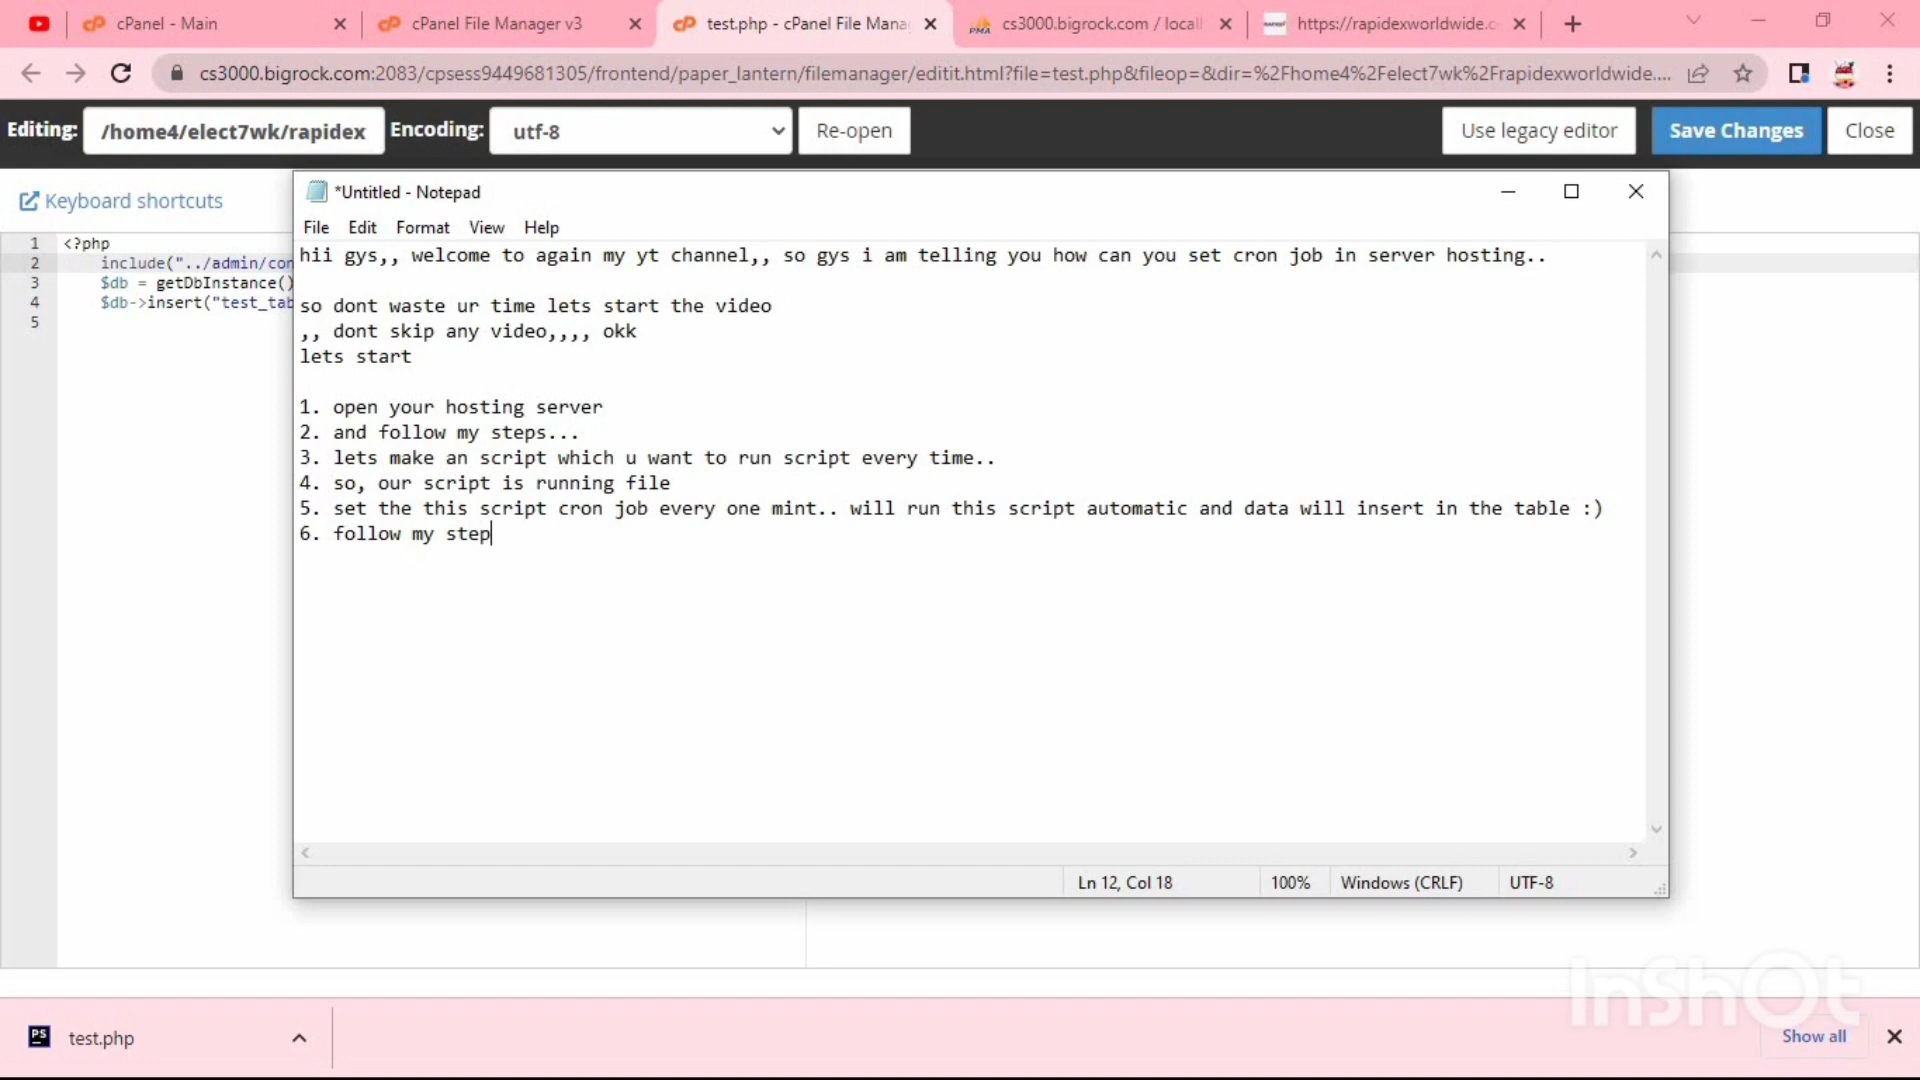 cPanel - Main
cPanel File Manager v3
test.php - cPanel File Mana
cs3000.bigrock.com / local
https://rapidexworldwide.c
cs3000.bigrock.com:2083/cpsess9449681305/frontend/paper_lantern/filemanager/editit.html?file=test.php&fileop=&dir=%2Fhome4%2Felect7wk%2Frapidexworldwide....
Editing: /home4/elect7wk/rapidex Encoding: utf-8 Re-open Use legacy editor Save Changes Close
Keyboard shortcuts
1 <?php
2 include("../admin/con
3 $db = getDbInstance()
4 $db->insert("test_tab
5
*Untitled - Notepad
File Edit Format View Help
hii gys,, welcome to again my yt channel,, so gys i am telling you how can you set cron job in server hosting..
so dont waste ur time lets start the video
,, dont skip any video,,,, okk
lets start
1. open your hosting server
2. and follow my steps...
3. lets make an script which u want to run script every time..
4. so, our script is running file
5. set the this script cron job every one mint.. will run this script automatic and data will insert in the table :)
6. follow my step
Ln 12, Col 18 100% Windows (CRLF) UTF-8
InShot
PS test.php Show all